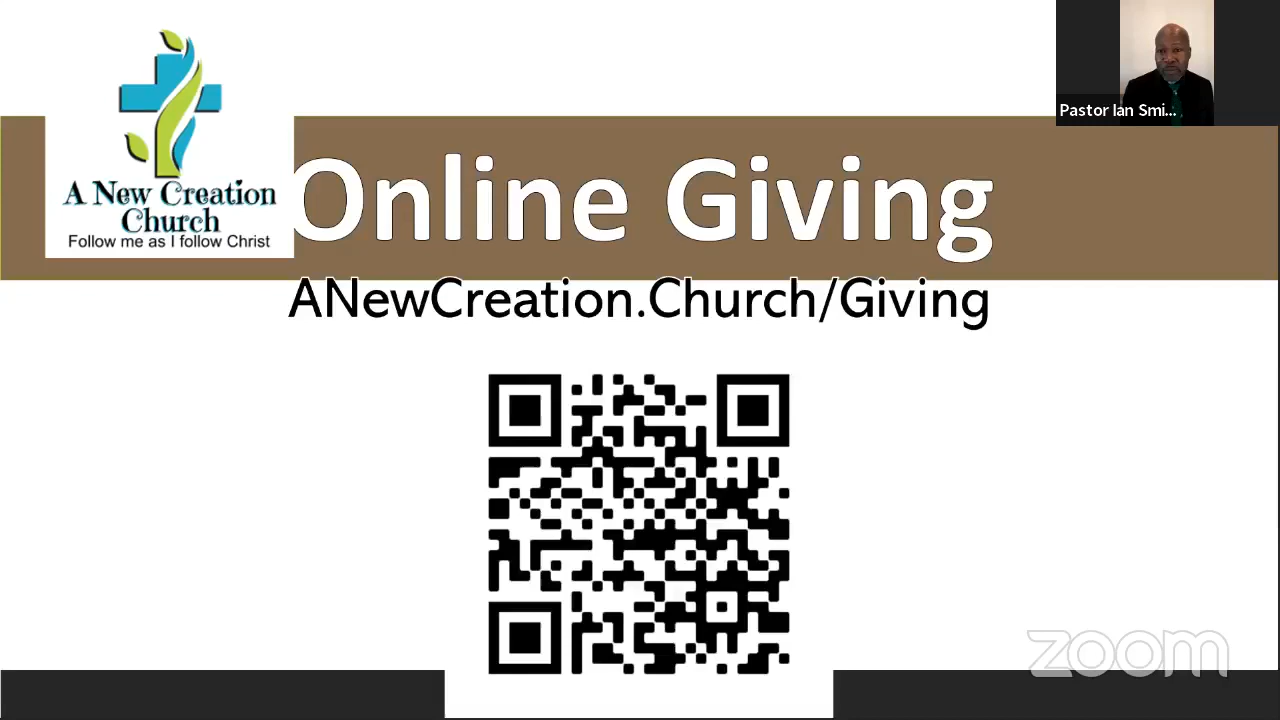 A New Creation
Church
Follow me as I follow Christ
Online Giving
ANewCreation.Church/Giving
Pastor Ian Smi...
zoom